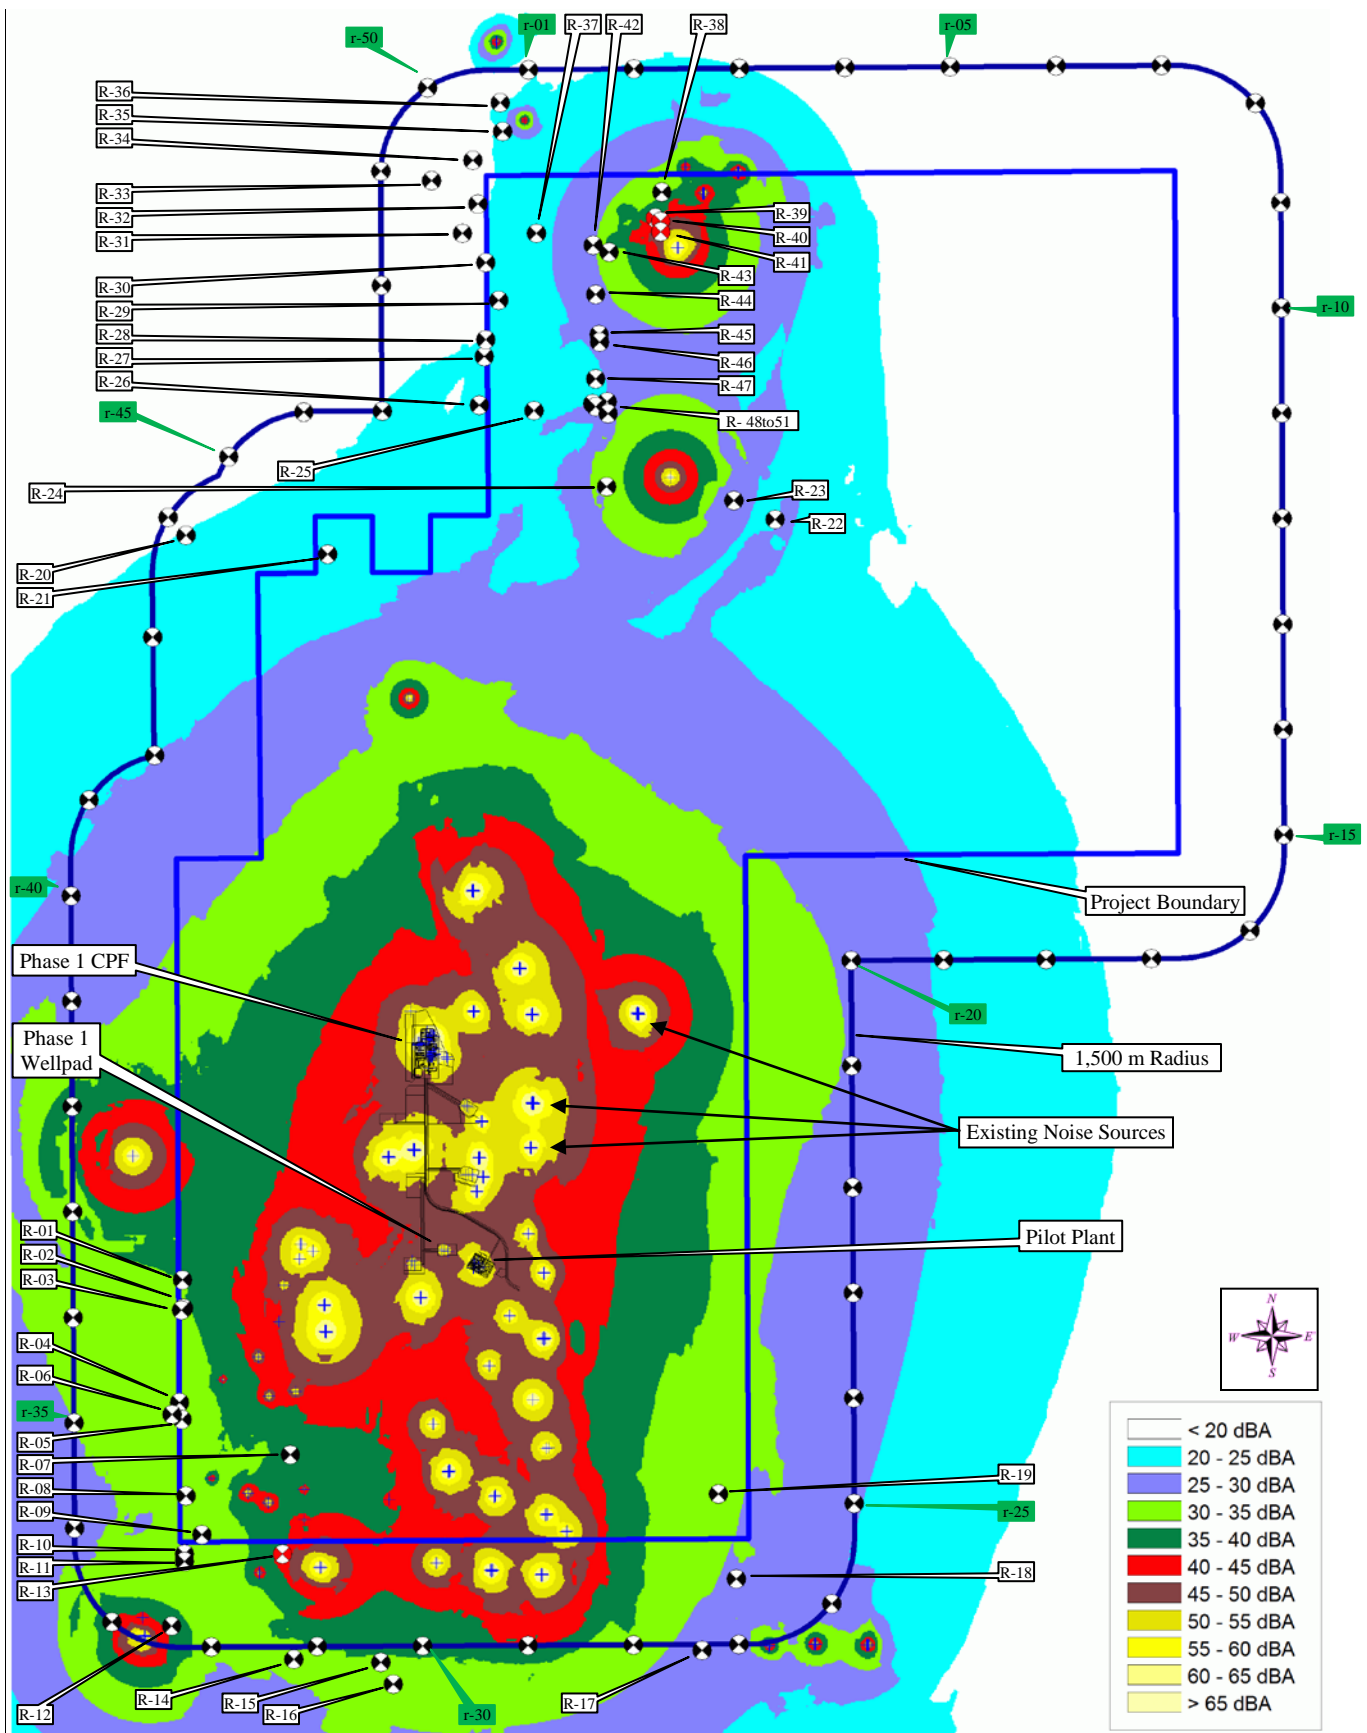 r-01
R-37
R-42
R-38
r-05
r-50
R-36
R-35
R-34
R-33
R-32
R-31
R-30
R-29
R-28
R-27
R-26
r-45
R-25
R-24
R-20
R-21
R-39
R-40
R-41
R-43
R-44
R-45
R-46
R-47
R- 48to51
R-23
R-22
r-10
r-15
Project Boundary
r-40
Phase 1 CPF
Phase 1
Wellpad
r-20
1,500 m Radius
Existing Noise Sources
Pilot Plant
R-01
R-02
R-03
R-04
R-06
r-35
R-05
R-07
R-08
R-09
R-10
R-11
R-13
R-12
R-14
R-15
R-16
r-30
R-17
R-18
R-19
r-25
N
W
E
S
< 20 dBA
20 - 25 dBA
25 - 30 dBA
30 - 35 dBA
35 - 40 dBA
40 - 45 dBA
45 - 50 dBA
50 - 55 dBA
55 - 60 dBA
60 - 65 dBA
> 65 dBA